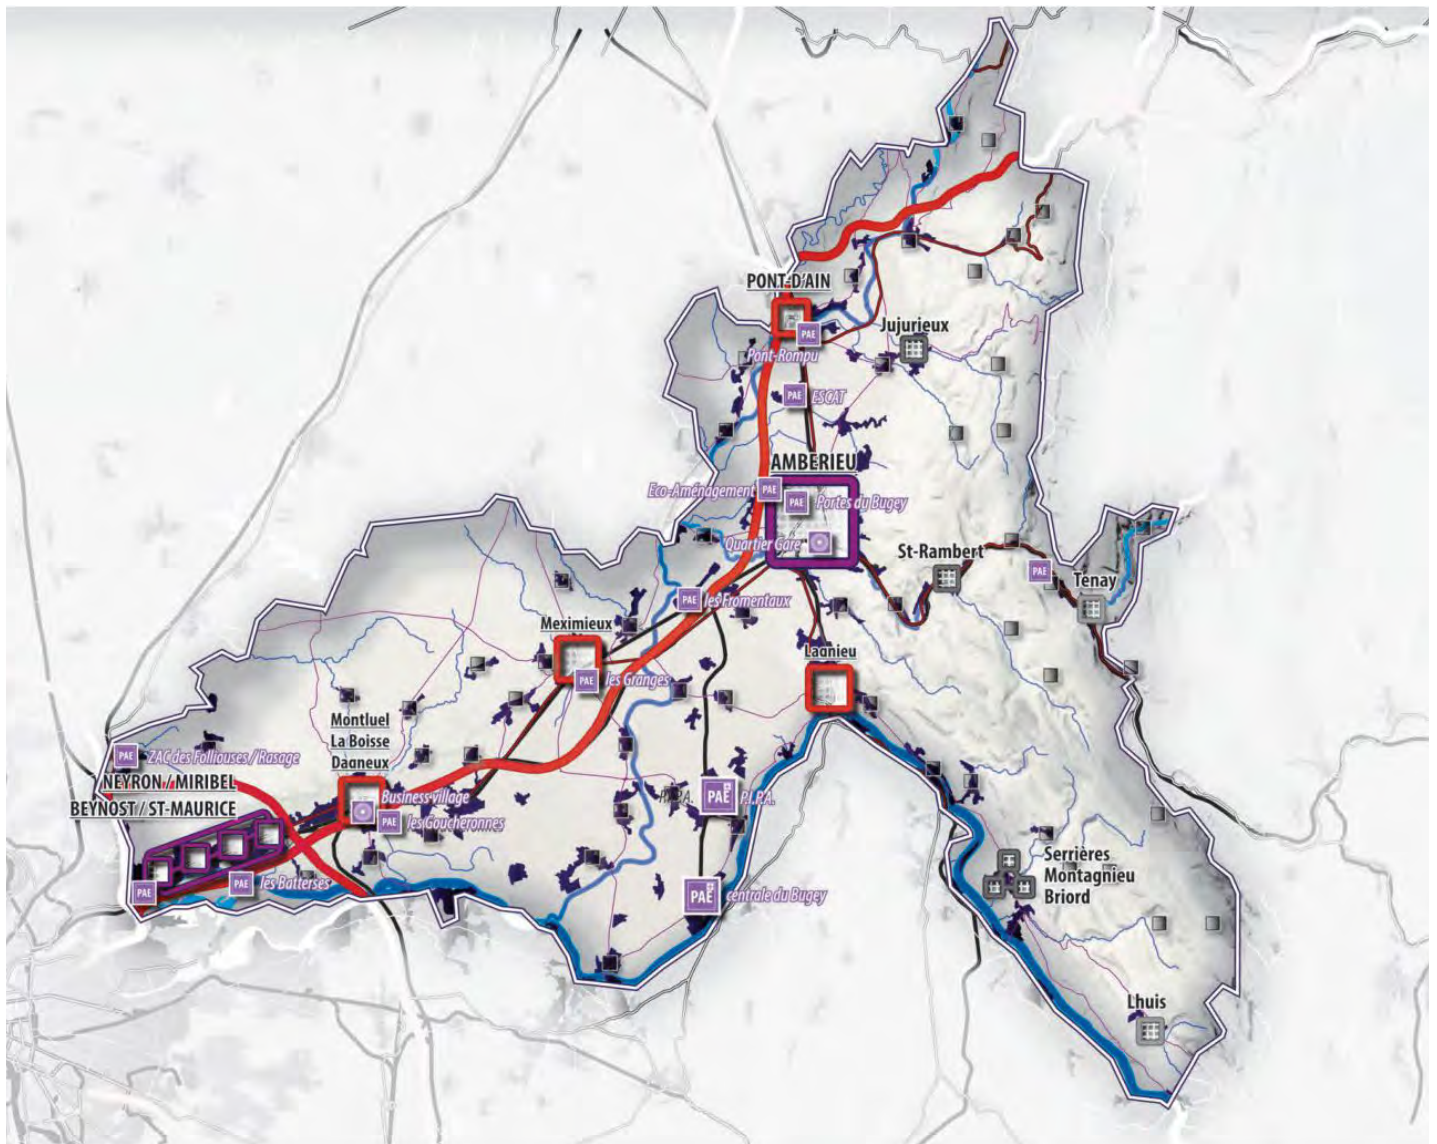 PONT-D'AIN
PAE
Jujurieux
Pont-Rompu
PAE
ESCAT
AMBERIEU
Eco-Aménagement
PAE
PAE
Portes du Bugey
Quartier Gare
St-Rambert
PAE
Tenay
PAE
les Fromentaux
Meximieux
Lagnieu
PAE
les Granges
Montluel
La Boisse
Dagneux
PAE
ZAC des Folliouses / Rasage
NEYRON / MIRIBEL
BEYNOST / ST-MAURICE
Business village
P.I.P.A.
PAE
P.I.P.A.
PAE
les Goucheronnes
Serrières
Montagnieu
Briord
PAE
PAE
les Batterses
PAE
centrale du Bugey
Lhuis